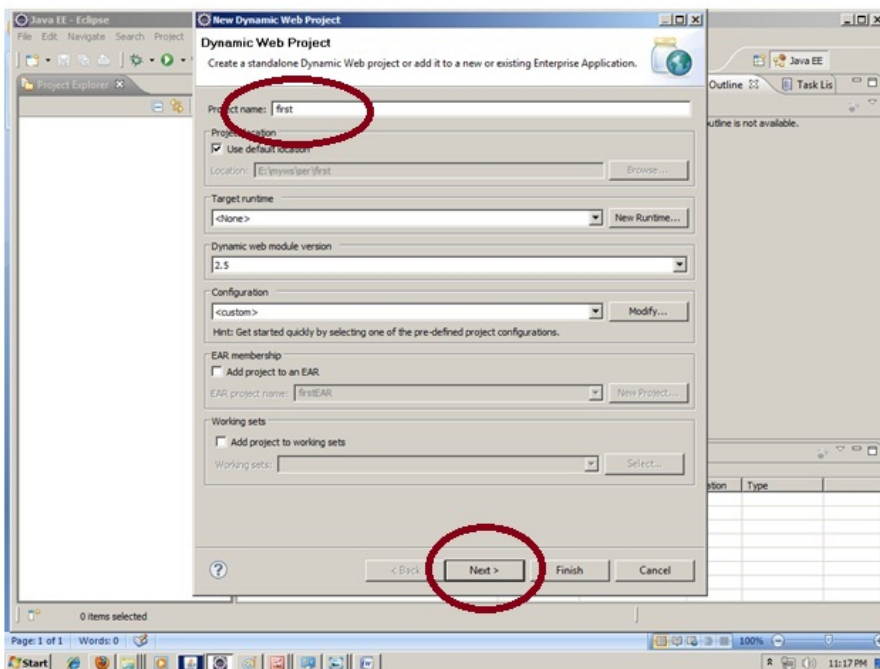 Java EE - Eclipse
File Edit Navigate Search Project
Project Explorer
New Dynamic Web Project
Dynamic Web Project
Create a standalone Dynamic Web project or add it to a new or existing Enterprise Application.
Project name: first
Project location
Use default location
Location: E:\myws\ser\first
Browse...
Target runtime
<None>
New Runtime...
Dynamic web module version
2.5
Configuration
<custom>
Modify...
Hint: Get started quickly by selecting one of the pre-defined project configurations.
EAR membership
Add project to an EAR
EAR project name: firstEAR
New Project...
Working sets
Add project to working sets
Working sets:
Select...
? < Back Next > Finish Cancel
Java EE
Outline Task Lis
utline is not available.
ation Type
0 items selected
Page: 1 of 1 Words: 0
100%
Start
11:17 PM